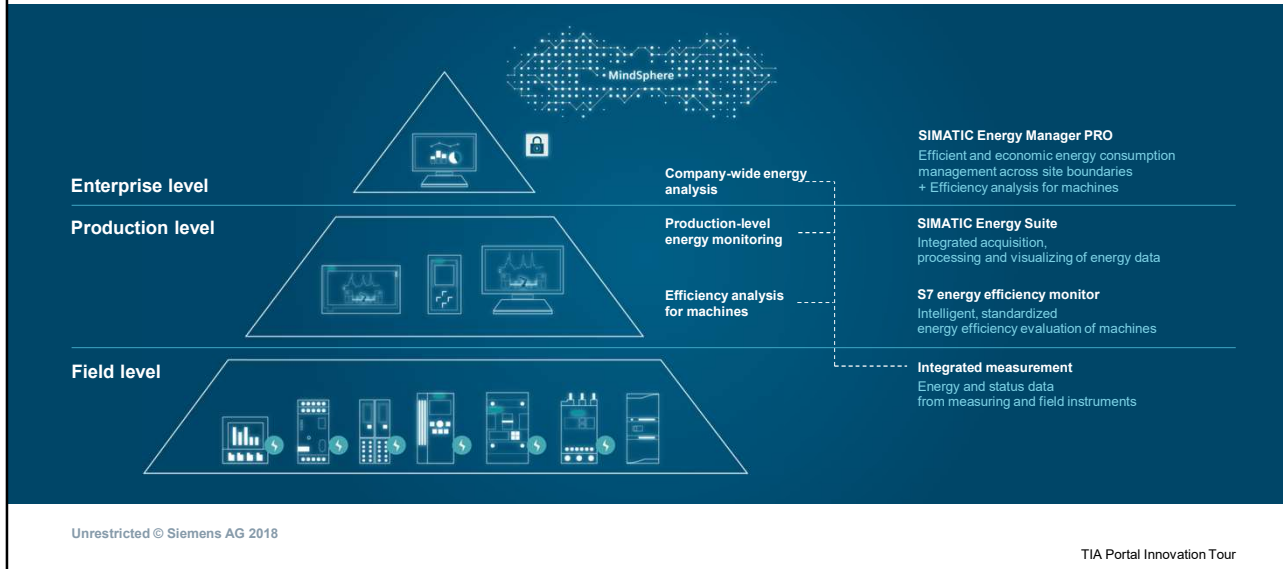 MindSphere
Enterprise level
Company-wide energy
analysis
SIMATIC Energy Manager PRO
Efficient and economic energy consumption
management across site boundaries
+ Efficiency analysis for machines
Production level
Production-level
energy monitoring
SIMATIC Energy Suite
Integrated acquisition,
processing and visualizing of energy data
Efficiency analysis
for machines
S7 energy efficiency monitor
Intelligent, standardized
energy efficiency evaluation of machines
Field level
Integrated measurement
Energy and status data
from measuring and field instruments
Unrestricted © Siemens AG 2018
TIA Portal Innovation Tour